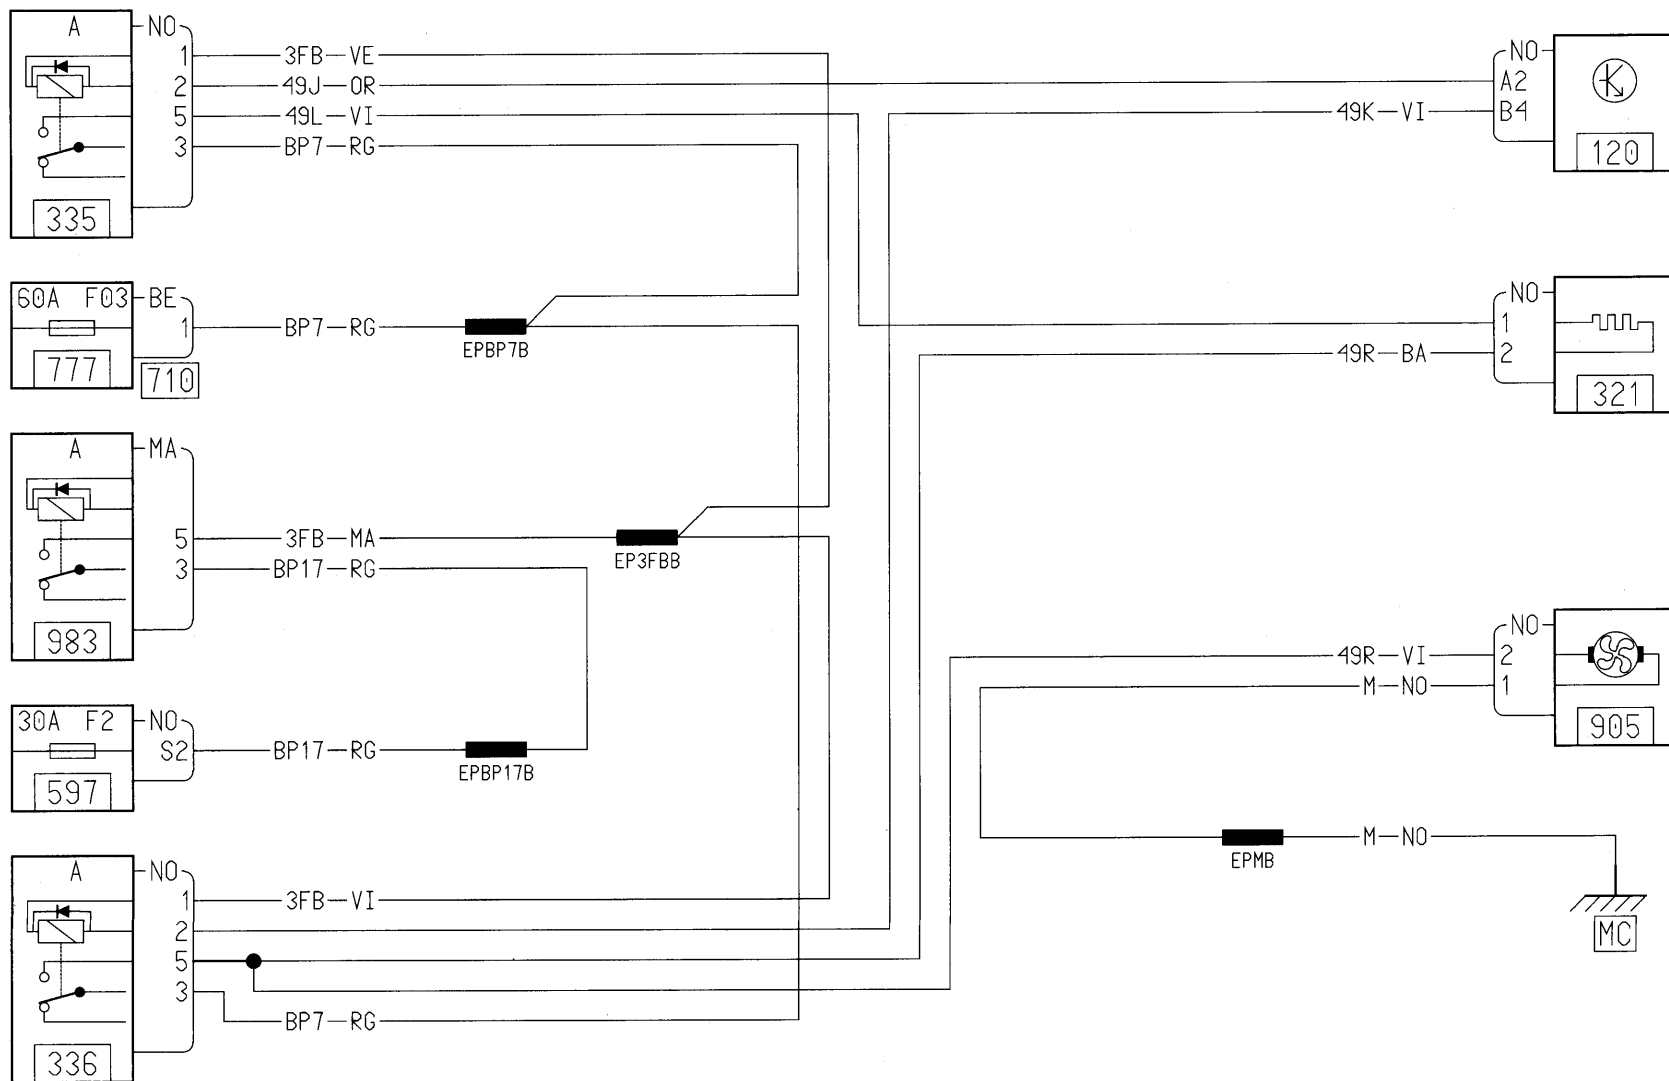 A NO
1 3FB VE
2 49J OR
5 49L VI
3 BP7 RG
335
60A F03 BE
1 BP7 RG
EPBP7B
777
710
A MA
5 3FB MA
EP3FBB
3 BP17 RG
983
30A F2 NO
S2 BP17 RG
EPBP17B
597
A NO
1 3FB VI
2
5
3
BP7 RG
336
NO
A2
49K VI B4
120
NO
1
49R BA 2
321
NO
49R VI 2
M NO 1
905
M NO
EPMB
MC